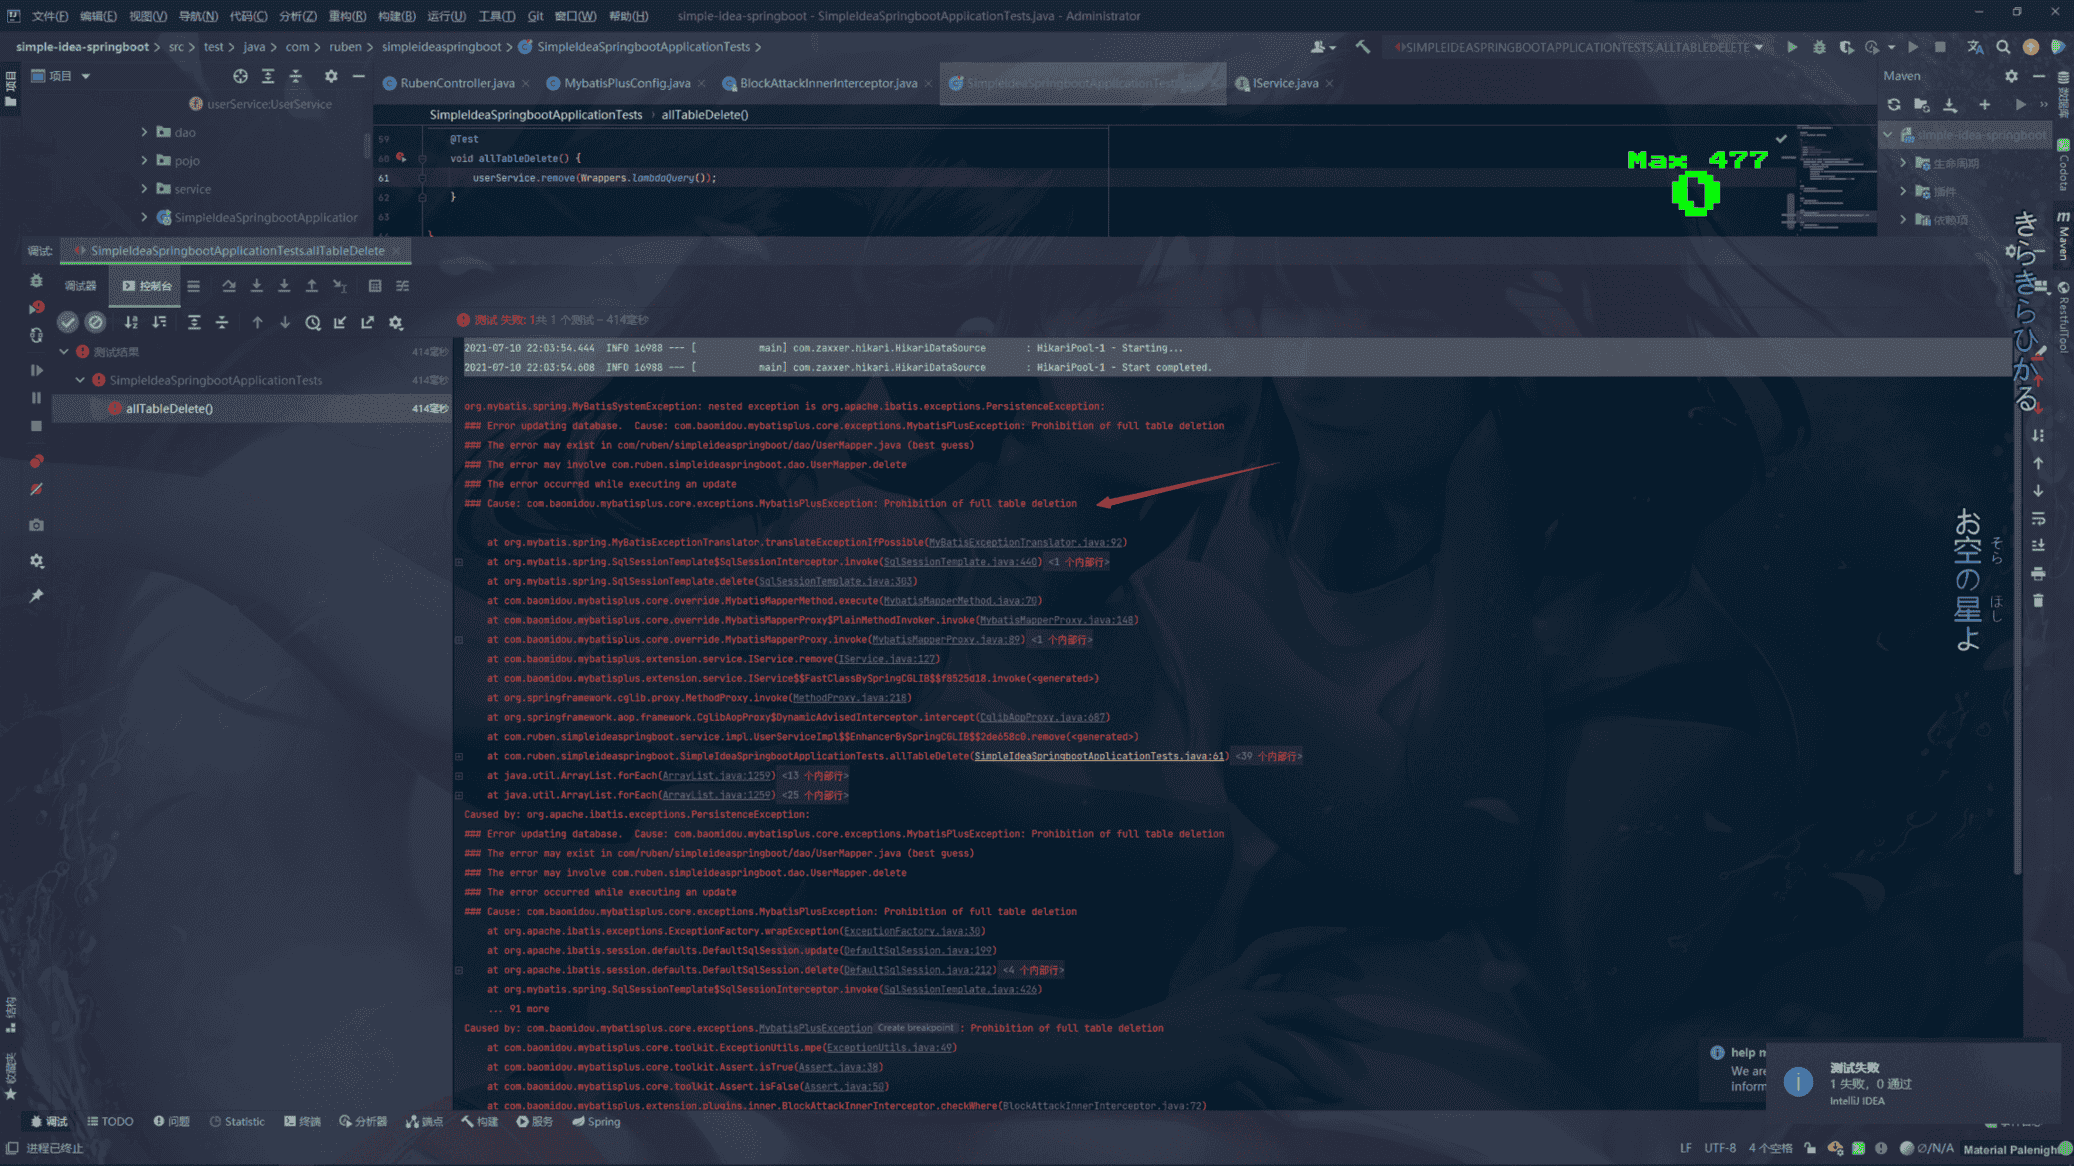 文件(F) 编辑(E) 视图(V) 导航(N) 代码(C) 分析(Z) 重构(R) 构建(B) 运行(U) 工具(T) Git 窗口(W) 帮助(H) simple-idea-springboot - SimpleIdeaSpringbootApplicationTests.java - Administrator
simple-idea-springboot > src > test > java > com > ruben > simpleideaspringboot > SimpleIdeaSpringbootApplicationTests > SIMPLEIDEASPRINGBOOTAPPLICATIONTESTS.ALLTABLEDELETE
项目
RubenController.java MybatisPlusConfig.java BlockAttackInnerInterceptor.java IService.java
Maven
userService:UserService
dao
pojo
service
SimpleIdeaSpringbootApplication
SimpleIdeaSpringbootApplicationTests > allTableDelete()
59 @Test
60 void allTableDelete() {
61 userService.remove(Wrappers.lambdaQuery());
62 }
63
Max 477
0
simple-idea-springboot
生命周期
插件
依赖项
项目
数据库
Codota
Maven
RestfulTool
调试: SimpleIdeaSpringbootApplicationTests.allTableDelete
调试器 控制台
测试 失败: 1共 1 个测试 – 414毫秒
测试结果 414毫秒
SimpleIdeaSpringbootApplicationTests 414毫秒
allTableDelete() 414毫秒
2021-07-10 22:03:54.444 INFO 16988 --- [ main] com.zaxxer.hikari.HikariDataSource : HikariPool-1 - Starting...
2021-07-10 22:03:54.608 INFO 16988 --- [ main] com.zaxxer.hikari.HikariDataSource : HikariPool-1 - Start completed.
org.mybatis.spring.MyBatisSystemException: nested exception is org.apache.ibatis.exceptions.PersistenceException:
### Error updating database. Cause: com.baomidou.mybatisplus.core.exceptions.MybatisPlusException: Prohibition of full table deletion
### The error may exist in com/ruben/simpleideaspringboot/dao/UserMapper.java (best guess)
### The error may involve com.ruben.simpleideaspringboot.dao.UserMapper.delete
### The error occurred while executing an update
### Cause: com.baomidou.mybatisplus.core.exceptions.MybatisPlusException: Prohibition of full table deletion
at org.mybatis.spring.MyBatisExceptionTranslator.translateExceptionIfPossible(MyBatisExceptionTranslator.java:92)
at org.mybatis.spring.SqlSessionTemplate$SqlSessionInterceptor.invoke(SqlSessionTemplate.java:440) <1 个内部行>
at org.mybatis.spring.SqlSessionTemplate.delete(SqlSessionTemplate.java:303)
at com.baomidou.mybatisplus.core.override.MybatisMapperMethod.execute(MybatisMapperMethod.java:70)
at com.baomidou.mybatisplus.core.override.MybatisMapperProxy$PlainMethodInvoker.invoke(MybatisMapperProxy.java:148)
at com.baomidou.mybatisplus.core.override.MybatisMapperProxy.invoke(MybatisMapperProxy.java:89) <1 个内部行>
at com.baomidou.mybatisplus.extension.service.IService.remove(IService.java:127)
at com.baomidou.mybatisplus.extension.service.IService$$FastClassBySpringCGLIB$$f8525d18.invoke(<generated>)
at org.springframework.cglib.proxy.MethodProxy.invoke(MethodProxy.java:218)
at org.springframework.aop.framework.CglibAopProxy$DynamicAdvisedInterceptor.intercept(CglibAopProxy.java:687)
at com.ruben.simpleideaspringboot.service.impl.UserServiceImpl$$EnhancerBySpringCGLIB$$2de658c0.remove(<generated>)
at com.ruben.simpleideaspringboot.SimpleIdeaSpringbootApplicationTests.allTableDelete(SimpleIdeaSpringbootApplicationTests.java:61) <39 个内部行>
at java.util.ArrayList.forEach(ArrayList.java:1259) <13 个内部行>
at java.util.ArrayList.forEach(ArrayList.java:1259) <25 个内部行>
Caused by: org.apache.ibatis.exceptions.PersistenceException:
### Error updating database. Cause: com.baomidou.mybatisplus.core.exceptions.MybatisPlusException: Prohibition of full table deletion
### The error may exist in com/ruben/simpleideaspringboot/dao/UserMapper.java (best guess)
### The error may involve com.ruben.simpleideaspringboot.dao.UserMapper.delete
### The error occurred while executing an update
### Cause: com.baomidou.mybatisplus.core.exceptions.MybatisPlusException: Prohibition of full table deletion
at org.apache.ibatis.exceptions.ExceptionFactory.wrapException(ExceptionFactory.java:30)
at org.apache.ibatis.session.defaults.DefaultSqlSession.update(DefaultSqlSession.java:199)
at org.apache.ibatis.session.defaults.DefaultSqlSession.delete(DefaultSqlSession.java:212) <4 个内部行>
at org.mybatis.spring.SqlSessionTemplate$SqlSessionInterceptor.invoke(SqlSessionTemplate.java:426)
... 91 more
Caused by: com.baomidou.mybatisplus.core.exceptions.MybatisPlusException Create breakpoint : Prohibition of full table deletion
at com.baomidou.mybatisplus.core.toolkit.ExceptionUtils.mpe(ExceptionUtils.java:49)
at com.baomidou.mybatisplus.core.toolkit.Assert.isTrue(Assert.java:38)
at com.baomidou.mybatisplus.core.toolkit.Assert.isFalse(Assert.java:50)
at com.baomidou.mybatisplus.extension.plugins.inner.BlockAttackInnerInterceptor.checkWhere(BlockAttackInnerInterceptor.java:72)
きらきらひかる
お空の星よ
そら
ほし
结构
收藏夹
help m
We are
inform
测试失败
1 失败，0 通过
IntelliJ IDEA
调试 TODO 问题 Statistic 终端 分析器 端点 构建 服务 Spring
进程已终止 LF UTF-8 4 个空格 ∅/N/A Material Palenight